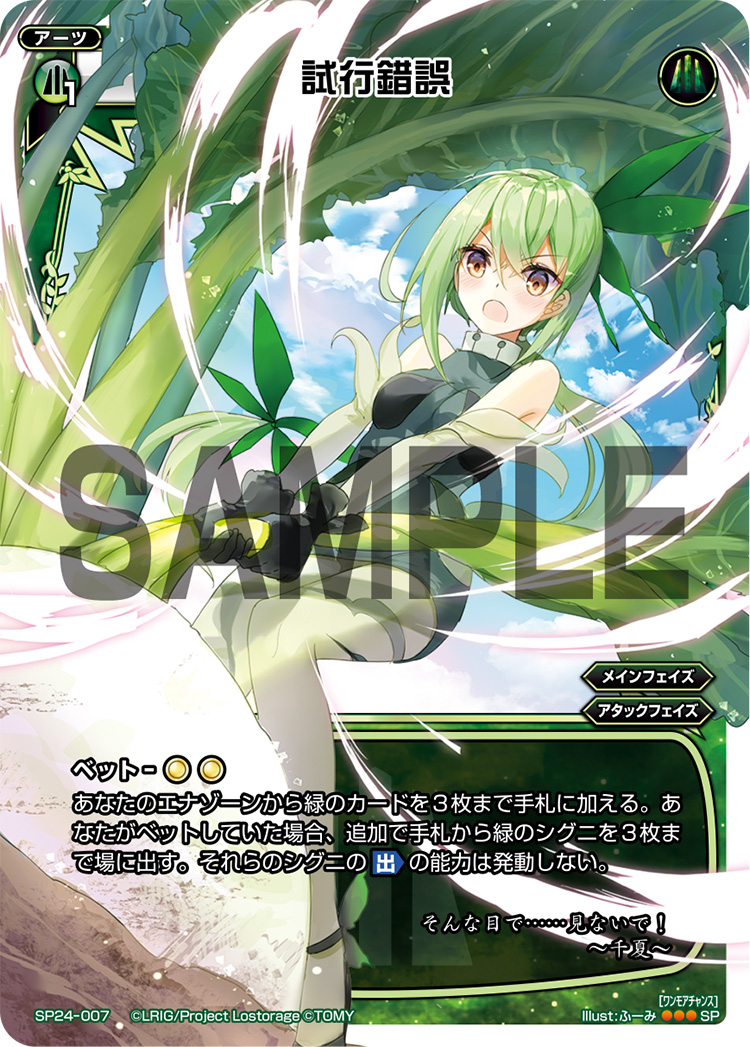 アーツ
1
試行錯誤
SAMPLE
メインフェイズ
アタックフェイズ
ベット-
あなたのエナゾーンから緑のカードを３枚まで手札に加える。あ
なたがベットしていた場合、追加で手札から緑のシグニを３枚ま
で場に出す。それらのシグニの 出 の能力は発動しない。
そんな目で……見ないで！
～千夏～
[ワンモアチャンス]
SP24-007 ©LRIG/Project Lostorage ©TOMY Illust:ふーみ SP